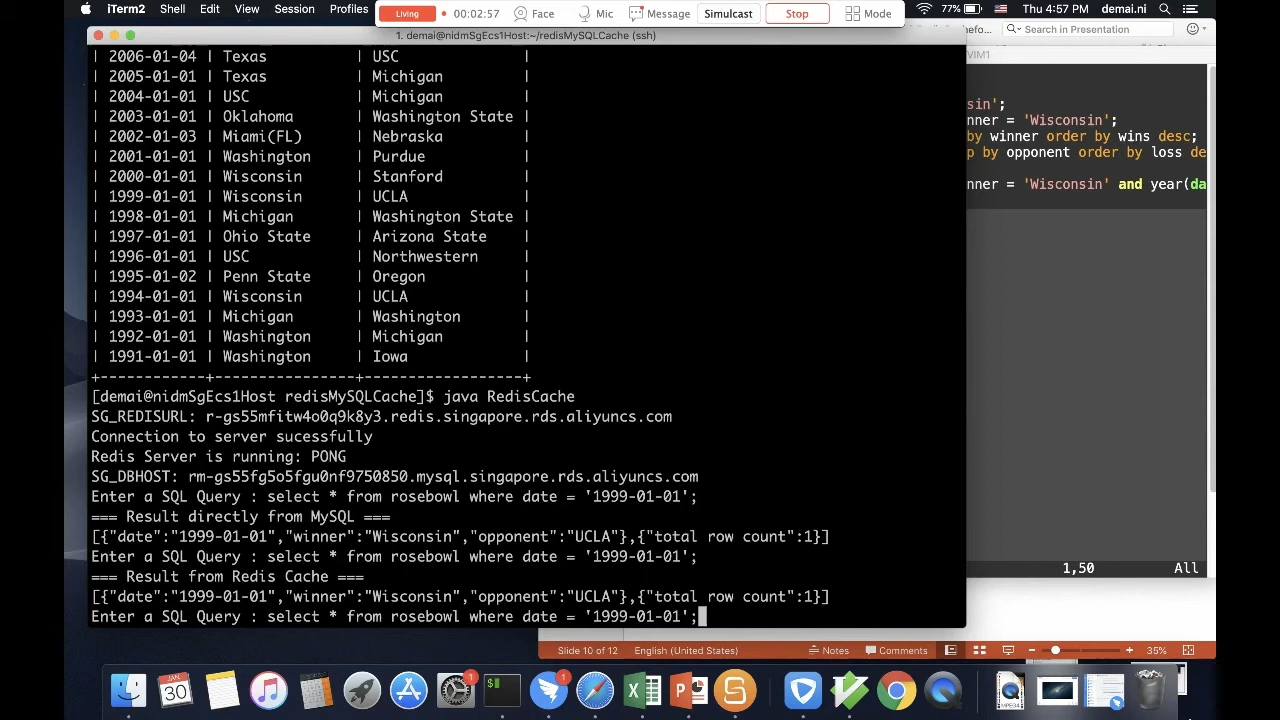 iTerm2 Shell Edit View Session Profiles
Living 00:02:57 Face Mic Message Simulcast Stop Mode
77% Thu 4:57 PM demai.ni
1. demai@nidmSgEcs1Host:~/redisMySQLCache (ssh)
Search in Presentation
VIM1
| 2006-01-04 | Texas | USC |
| 2005-01-01 | Texas | Michigan |
| 2004-01-01 | USC | Michigan |
| 2003-01-01 | Oklahoma | Washington State |
| 2002-01-03 | Miami(FL) | Nebraska |
| 2001-01-01 | Washington | Purdue |
| 2000-01-01 | Wisconsin | Stanford |
| 1999-01-01 | Wisconsin | UCLA |
| 1998-01-01 | Michigan | Washington State |
| 1997-01-01 | Ohio State | Arizona State |
| 1996-01-01 | USC | Northwestern |
| 1995-01-02 | Penn State | Oregon |
| 1994-01-01 | Wisconsin | UCLA |
| 1993-01-01 | Michigan | Washington |
| 1992-01-01 | Washington | Michigan |
| 1991-01-01 | Washington | Iowa |
+------------+----------------+------------------+
[demai@nidmSgEcs1Host redisMySQLCache]$ java RedisCache
SG_REDISURL: r-gs55mfitw4o0q9k8y3.redis.singapore.rds.aliyuncs.com
Connection to server sucessfully
Redis Server is running: PONG
SG_DBHOST: rm-gs55fg5o5fgu0nf9750850.mysql.singapore.rds.aliyuncs.com
Enter a SQL Query : select * from rosebowl where date = '1999-01-01';
=== Result directly from MySQL ===
[{"date":"1999-01-01","winner":"Wisconsin","opponent":"UCLA"},{"total row count":1}]
Enter a SQL Query : select * from rosebowl where date = '1999-01-01';
=== Result from Redis Cache ===
[{"date":"1999-01-01","winner":"Wisconsin","opponent":"UCLA"},{"total row count":1}]
Enter a SQL Query : select * from rosebowl where date = '1999-01-01';
sin';
nner = 'Wisconsin';
by winner order by wins desc;
p by opponent order by loss de
nner = 'Wisconsin' and year(da
1,50 All
Slide 10 of 12 English (United States) Notes Comments 35%
JAN
30
1
1